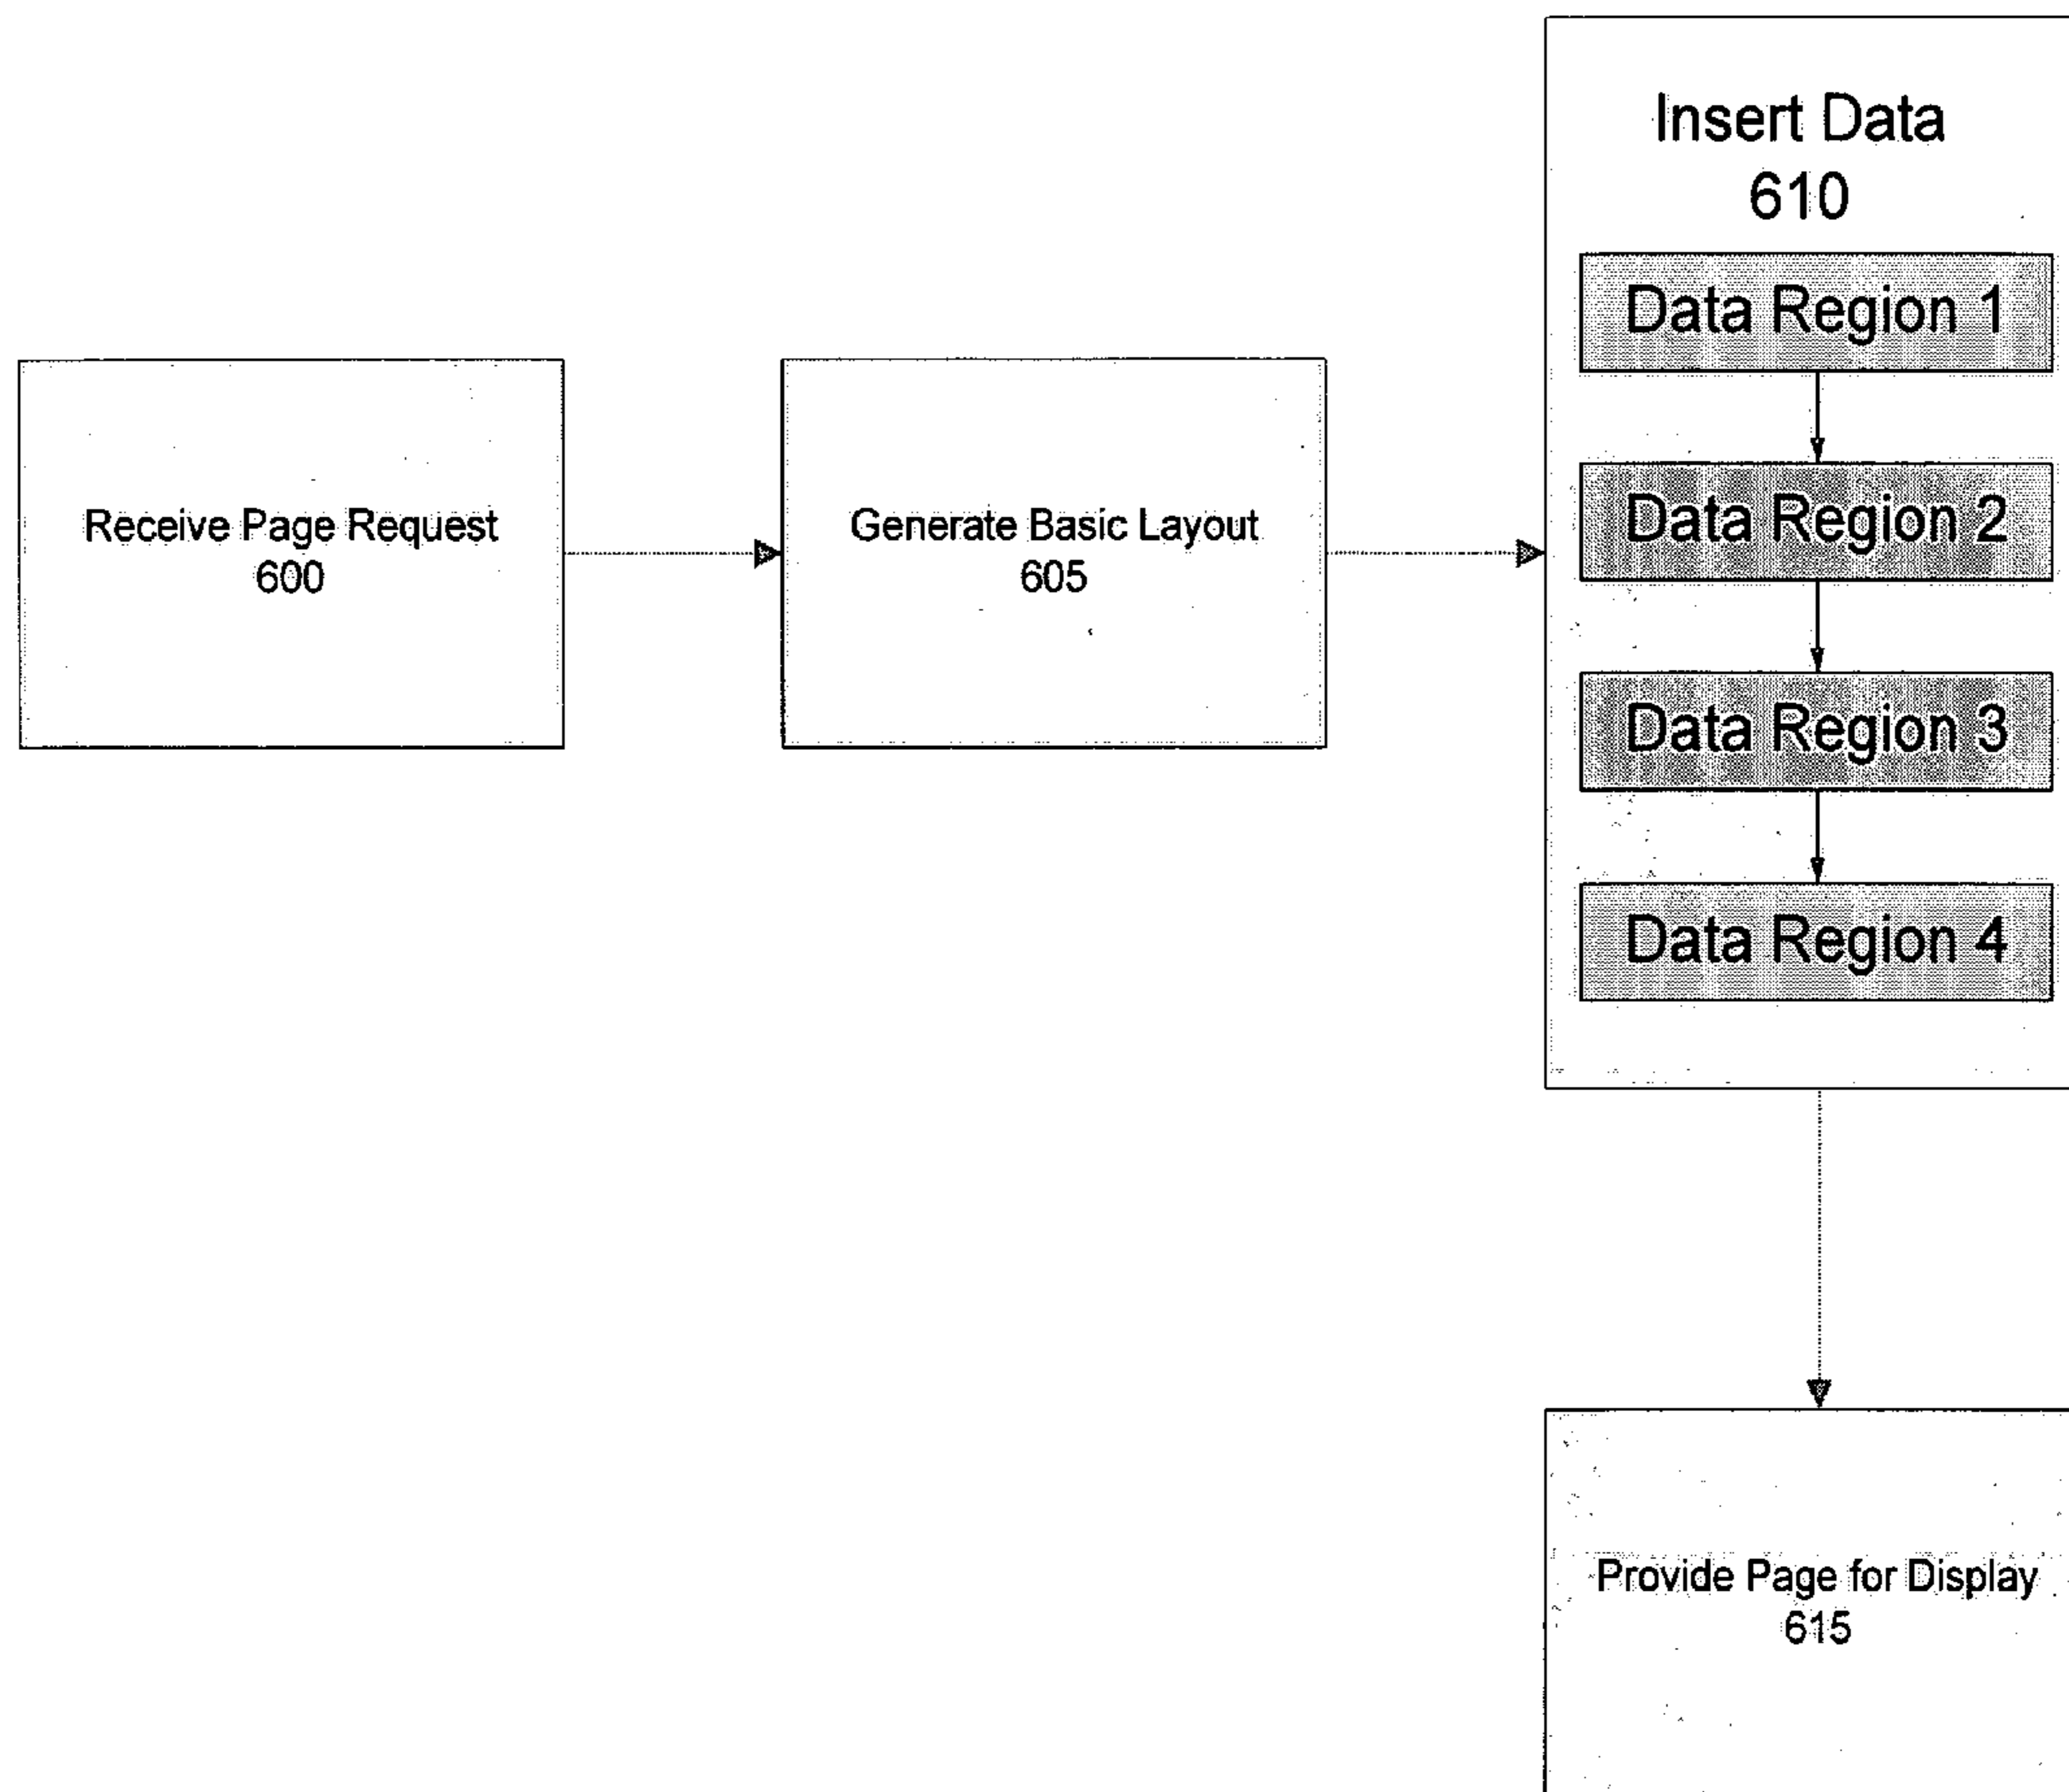 Receive Page Request
600
Generate Basic Layout
605
Insert Data
610
Data Region 1
Data Region 2
Data Region 3
Data Region 4
Provide Page for Display
615